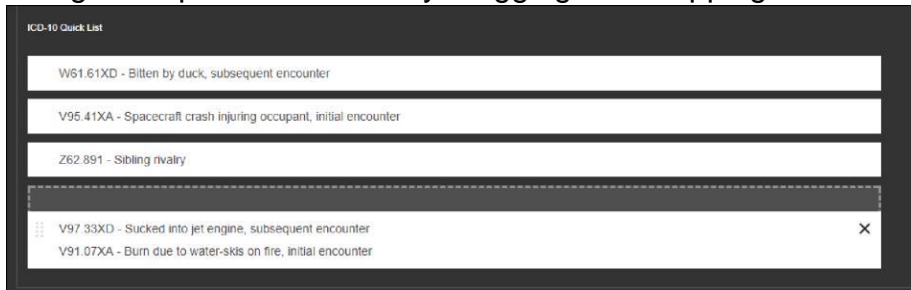 ICD-10 Quick List
W61.61XD - Bitten by duck, subsequent encounter
V95.41XA - Spacecraft crash injuring occupant, initial encounter
Z62.891 - Sibling rivalry
V97.33XD - Sucked into jet engine, subsequent encounter
V91.07XA - Burn due to water-skis on fire, initial encounter